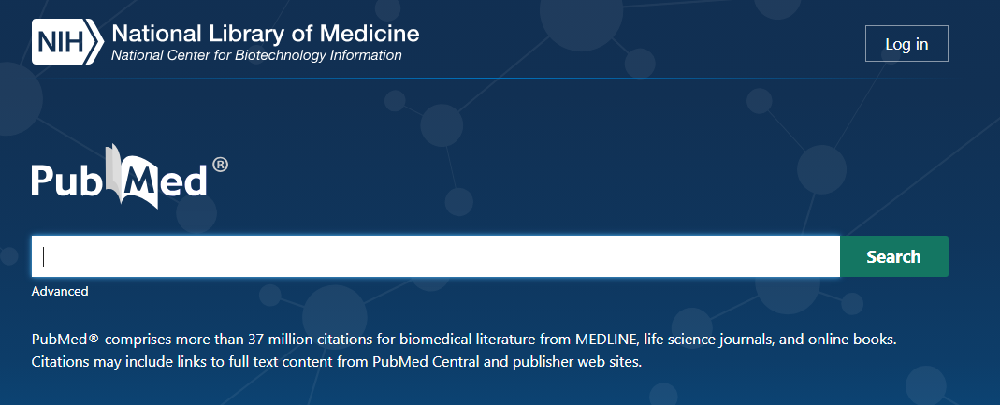 NIH National Library of Medicine
National Center for Biotechnology Information
Log in
PubMed®
Search
Advanced
PubMed® comprises more than 37 million citations for biomedical literature from MEDLINE, life science journals, and online books.
Citations may include links to full text content from PubMed Central and publisher web sites.